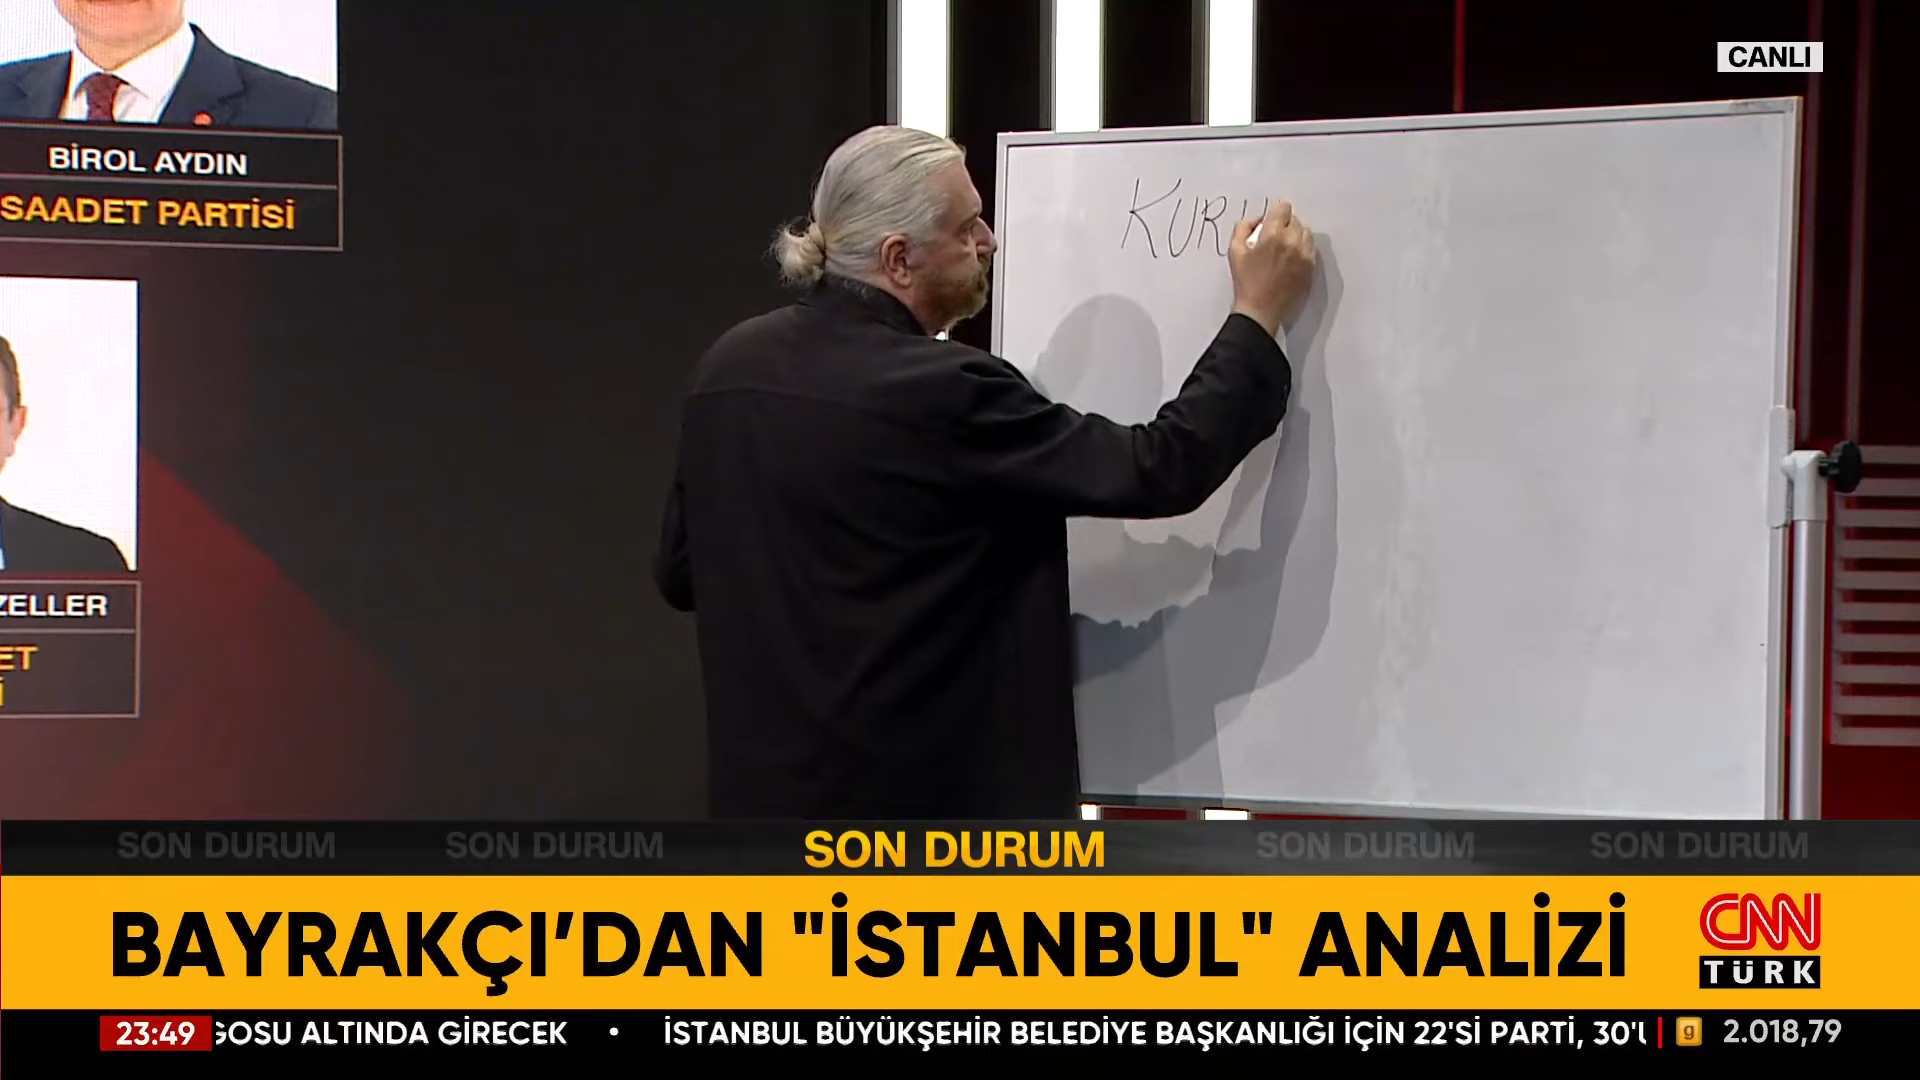 CANLI
BİROL AYDIN
SAADET PARTİSİ
KURU
ZELLER
ET
SON DURUM SON DURUM SON DURUM SON DURUM SON DURUM
BAYRAKÇI’DAN "İSTANBUL" ANALİZİ
CNN
TÜRK
23:49 GOSU ALTINDA GİRECEK • İSTANBUL BÜYÜKŞEHİR BELEDİYE BAŞKANLIĞI İÇİN 22'Sİ PARTİ, 30'U g 2.018,79